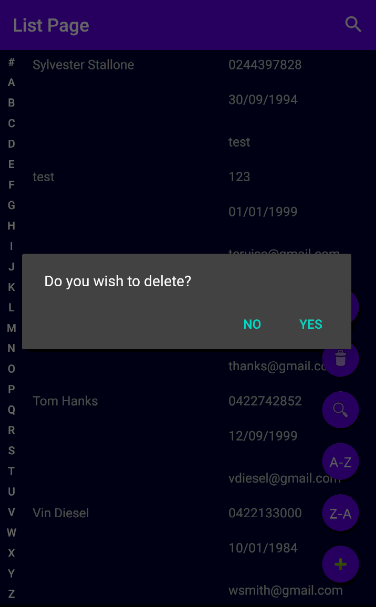 List Page
#
A
B
C
D
E
F
G
H
I
J
K
L
M
N
O
P
Q
R
S
T
U
V
W
X
Y
Z
Sylvester Stallone 0244397828
30/09/1994
test
test 123
01/01/1999
Do you wish to delete?
NO YES
thanks@gmail.co
Tom Hanks 0422742852
12/09/1999
vdiesel@gmail.com
A-Z
Vin Diesel 0422133000
Z-A
10/01/1984
wsmith@gmail.com